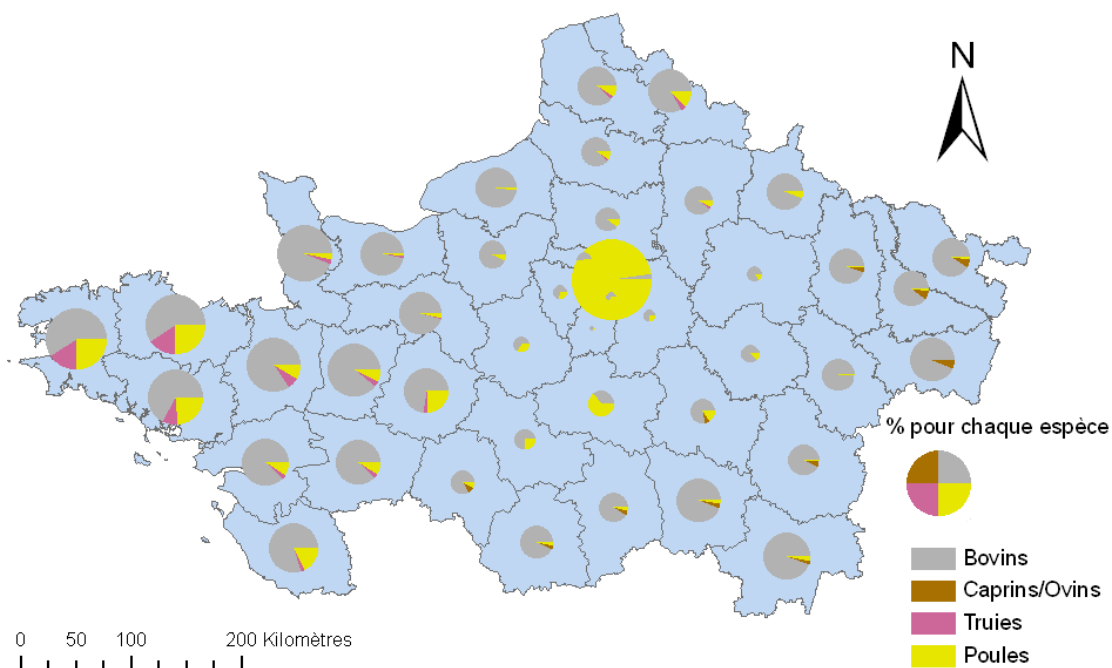 N
% pour chaque espèce
Bovins
Caprins/Ovins
Truies
Poules
0 50 100 200 Kilomètres